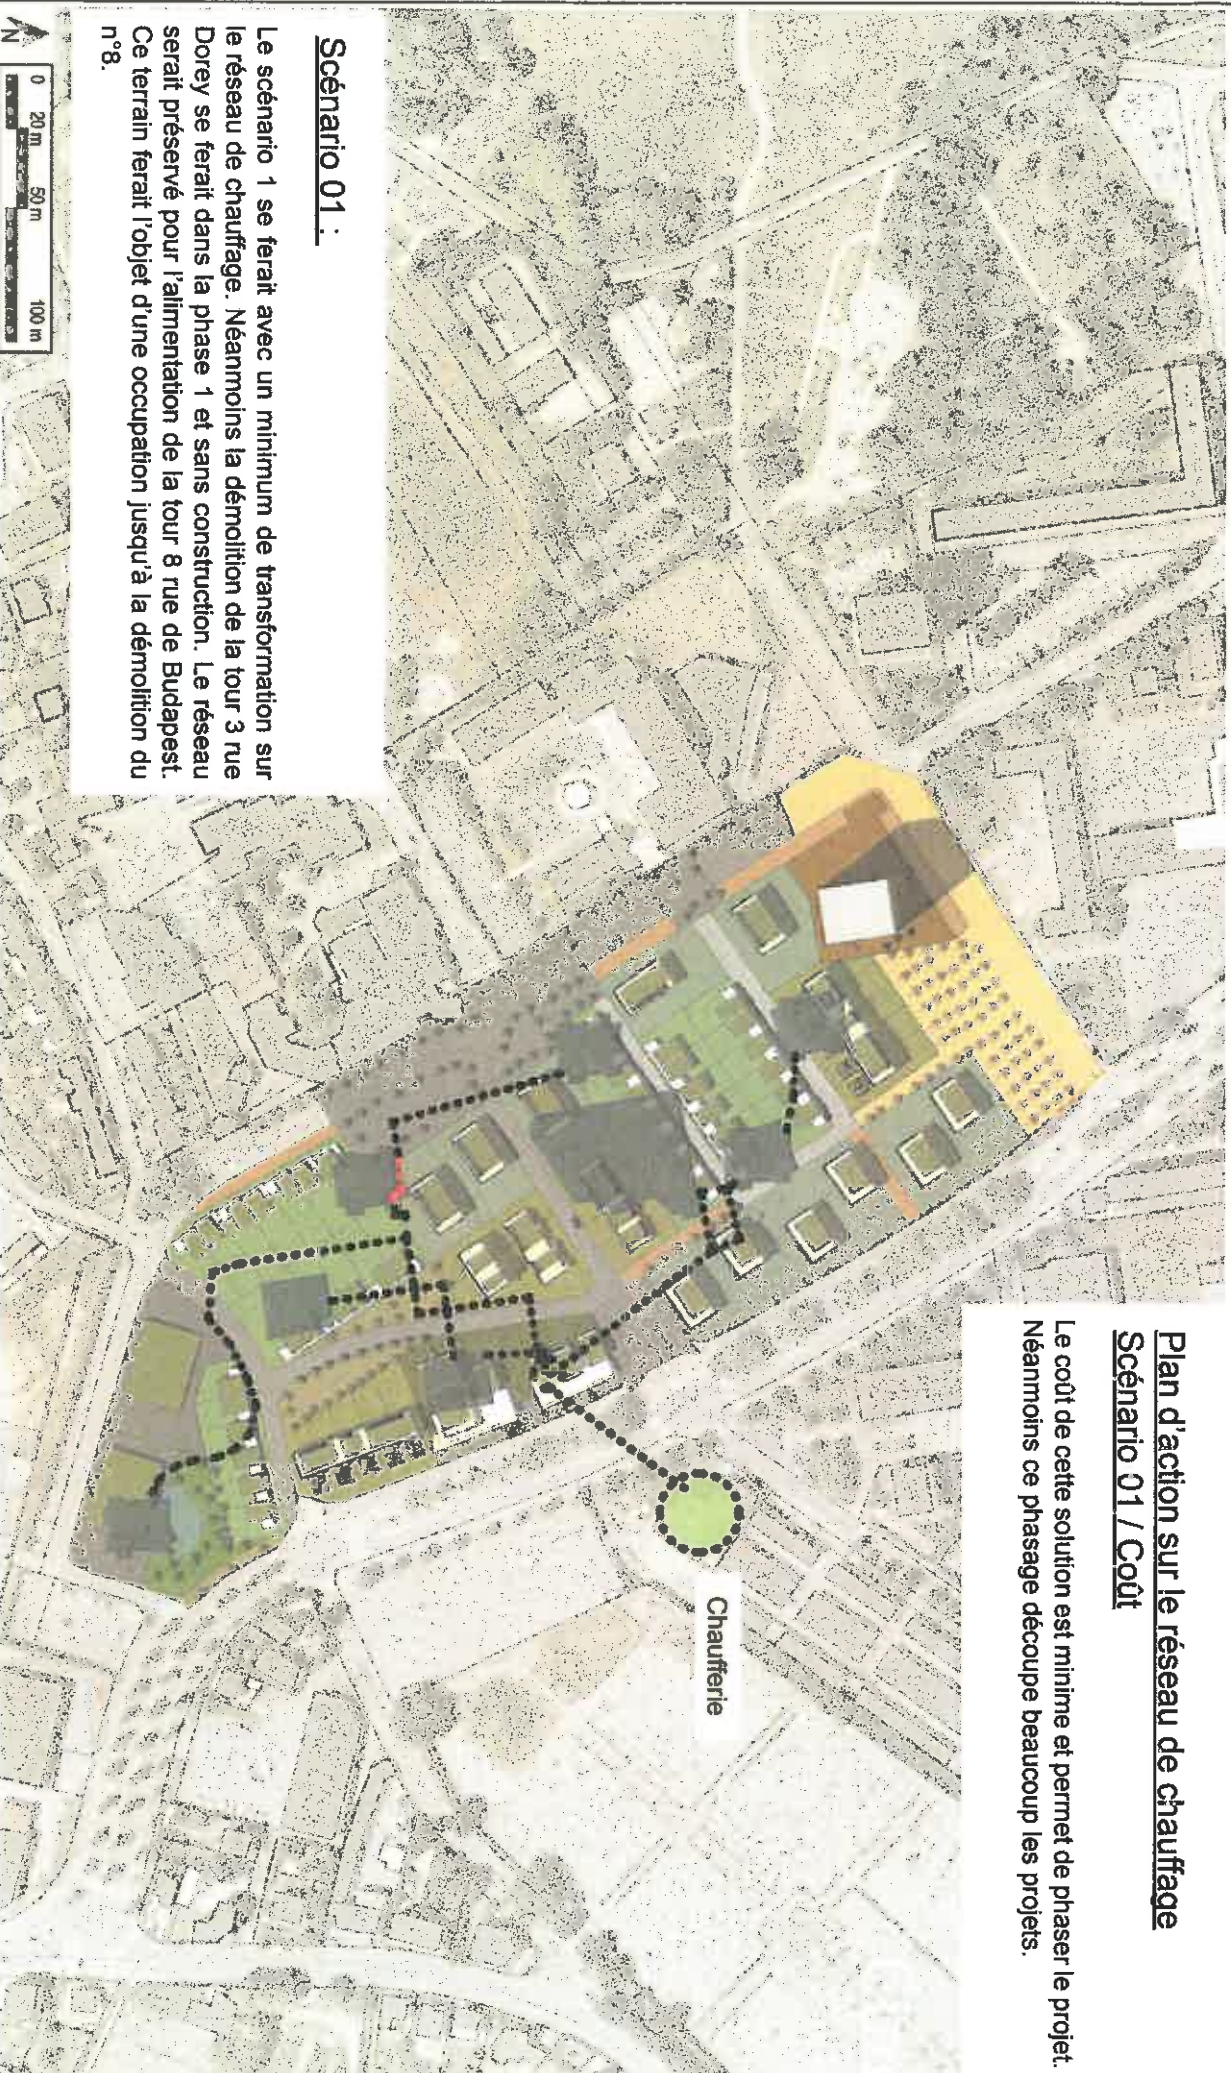 Plan d'action sur le réseau de chauffage
Scénario 01 / Coût
Le coût de cette solution est minime et permet de phaser le projet.
Néanmoins ce phasage découpe beaucoup les projets.
Chaufferie
Scénario 01 :
Le scénario 1 se ferait avec un minimum de transformation sur
le réseau de chauffage. Néanmoins la démolition de la tour 3 rue
Dorey se ferait dans la phase 1 et sans construction. Le réseau
serait préservé pour l'alimentation de la tour 8 rue de Budapest.
Ce terrain ferait l'objet d'une occupation jusqu'à la démolition du
n°8.
0 20 m 50 m 100 m
N